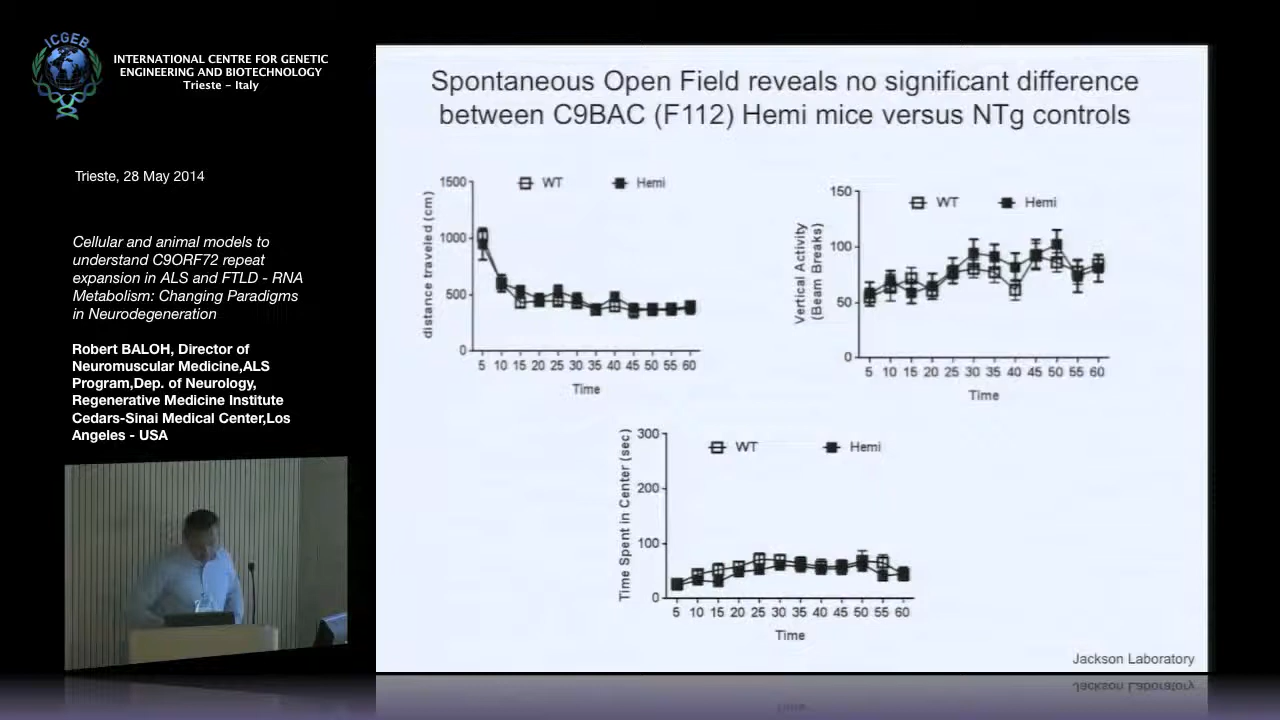 ICGEB
INTERNATIONAL CENTRE FOR GENETIC
ENGINEERING AND BIOTECHNOLOGY
Trieste - Italy
Trieste, 28 May 2014
Cellular and animal models to
understand C9ORF72 repeat
expansion in ALS and FTLD - RNA
Metabolism: Changing Paradigms
in Neurodegeneration
Robert BALOH, Director of
Neuromuscular Medicine,ALS
Program,Dep. of Neurology,
Regenerative Medicine Institute
Cedars-Sinai Medical Center,Los
Angeles - USA
Spontaneous Open Field reveals no significant difference
between C9BAC (F112) Hemi mice versus NTg controls
WT Hemi
distance traveled (cm)
1500
1000
500
0
5 10 15 20 25 30 35 40 45 50 55 60
Time
WT Hemi
Vertical Activity
(Beam Breaks)
150
100
50
0
5 10 15 20 25 30 35 40 45 50 55 60
Time
WT Hemi
Time Spent in Center (sec)
300
200
100
0
5 10 15 20 25 30 35 40 45 50 55 60
Time
Jackson Laboratory